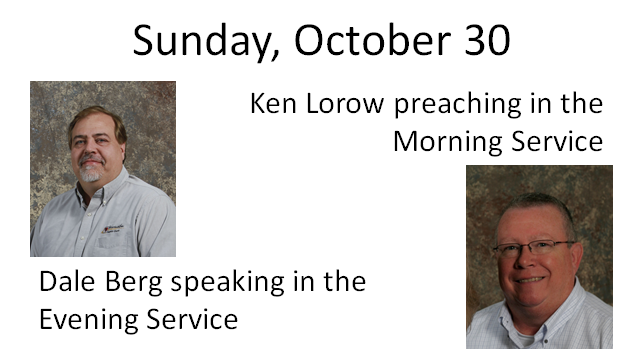 Sunday, October 30
Ken Lorow preaching in the
Morning Service
Dale Berg speaking in the
Evening Service